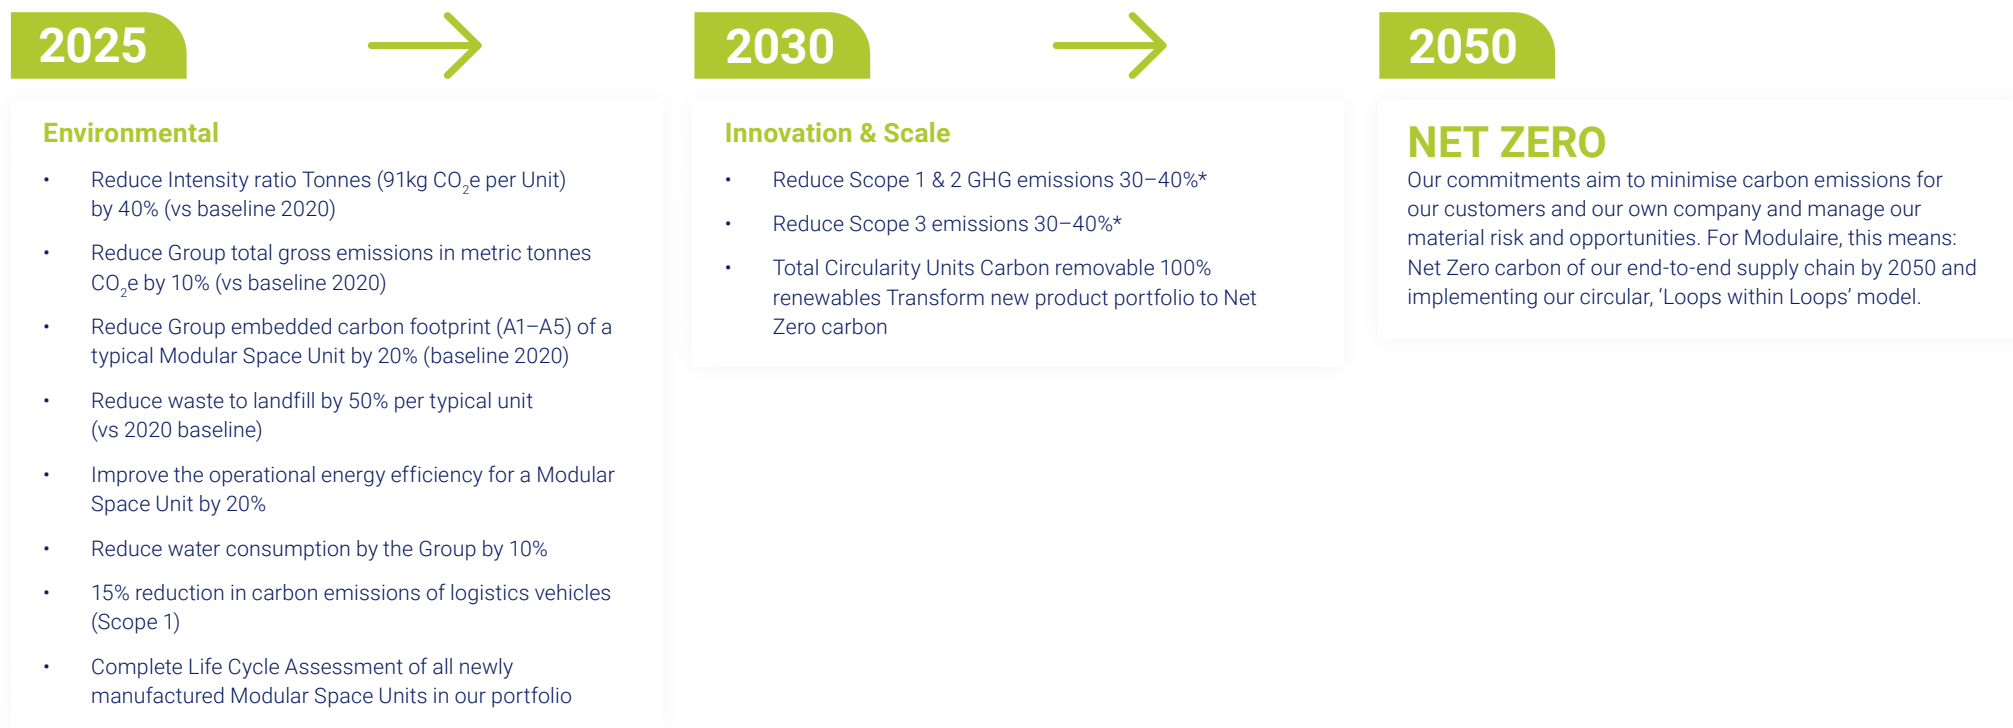 2025
Environmental
• Reduce Intensity ratio Tonnes (91kg CO₂e per Unit)
by 40% (vs baseline 2020)
• Reduce Group total gross emissions in metric tonnes
CO₂e by 10% (vs baseline 2020)
• Reduce Group embedded carbon footprint (A1–A5) of a
typical Modular Space Unit by 20% (baseline 2020)
• Reduce waste to landfill by 50% per typical unit
(vs 2020 baseline)
• Improve the operational energy efficiency for a Modular
Space Unit by 20%
• Reduce water consumption by the Group by 10%
• 15% reduction in carbon emissions of logistics vehicles
(Scope 1)
• Complete Life Cycle Assessment of all newly
manufactured Modular Space Units in our portfolio
2030
Innovation & Scale
• Reduce Scope 1 & 2 GHG emissions 30–40%*
• Reduce Scope 3 emissions 30–40%*
• Total Circularity Units Carbon removable 100%
renewables Transform new product portfolio to Net
Zero carbon
2050
NET ZERO
Our commitments aim to minimise carbon emissions for
our customers and our own company and manage our
material risk and opportunities. For Modulaire, this means:
Net Zero carbon of our end-to-end supply chain by 2050 and
implementing our circular, ‘Loops within Loops’ model.